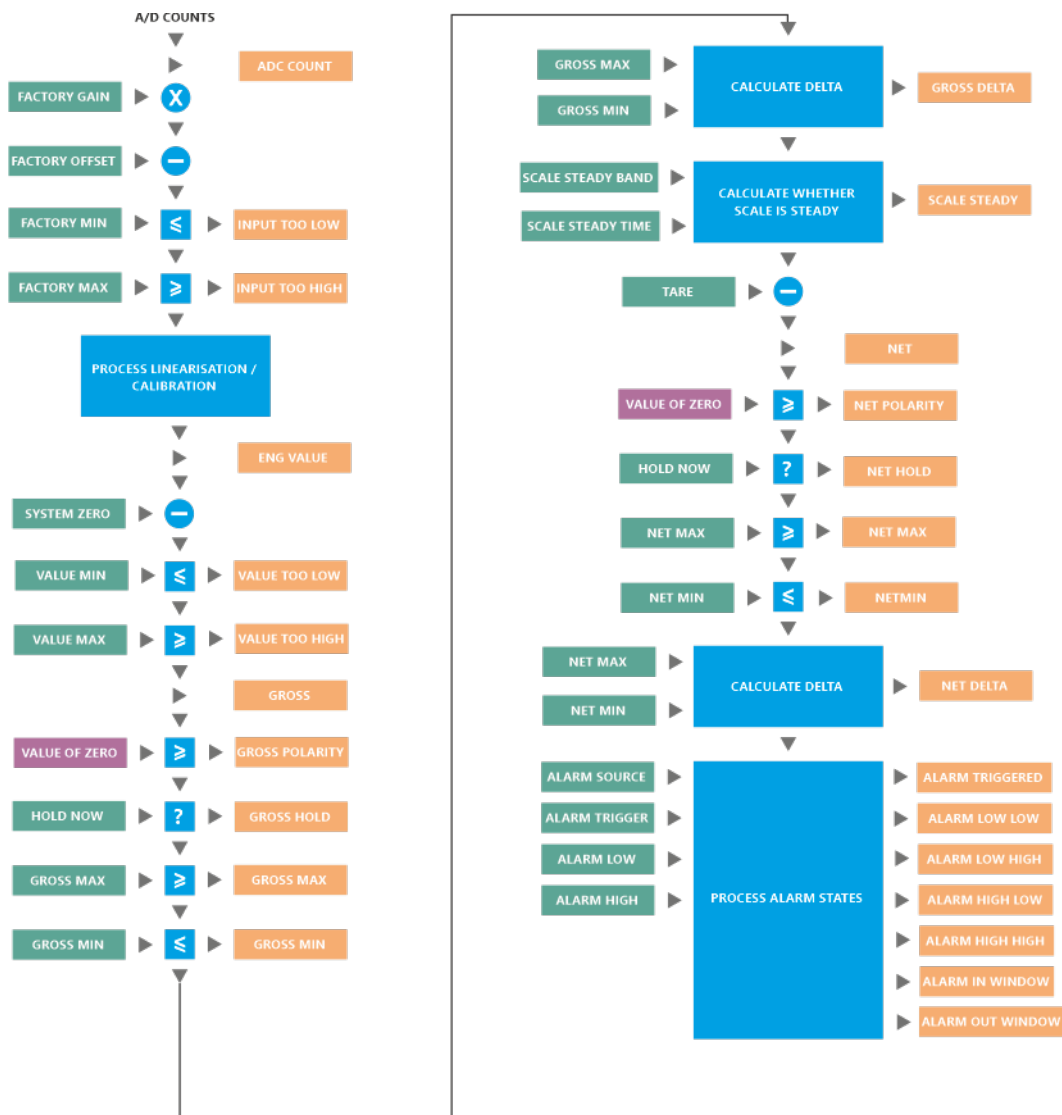 A/D COUNTS
ADC COUNT
FACTORY GAIN
X
FACTORY OFFSET
−
FACTORY MIN
≤
INPUT TOO LOW
FACTORY MAX
≥
INPUT TOO HIGH
PROCESS LINEARISATION /
CALIBRATION
ENG VALUE
SYSTEM ZERO
−
VALUE MIN
≤
VALUE TOO LOW
VALUE MAX
≥
VALUE TOO HIGH
GROSS
VALUE OF ZERO
≥
GROSS POLARITY
HOLD NOW
?
GROSS HOLD
GROSS MAX
≥
GROSS MAX
GROSS MIN
≤
GROSS MIN
GROSS MAX
GROSS MIN
CALCULATE DELTA
GROSS DELTA
SCALE STEADY BAND
SCALE STEADY TIME
CALCULATE WHETHER
SCALE IS STEADY
SCALE STEADY
TARE
−
NET
VALUE OF ZERO
≥
NET POLARITY
HOLD NOW
?
NET HOLD
NET MAX
≥
NET MAX
NET MIN
≤
NETMIN
NET MAX
NET MIN
CALCULATE DELTA
NET DELTA
ALARM SOURCE
ALARM TRIGGER
ALARM LOW
ALARM HIGH
PROCESS ALARM STATES
ALARM TRIGGERED
ALARM LOW LOW
ALARM LOW HIGH
ALARM HIGH LOW
ALARM HIGH HIGH
ALARM IN WINDOW
ALARM OUT WINDOW